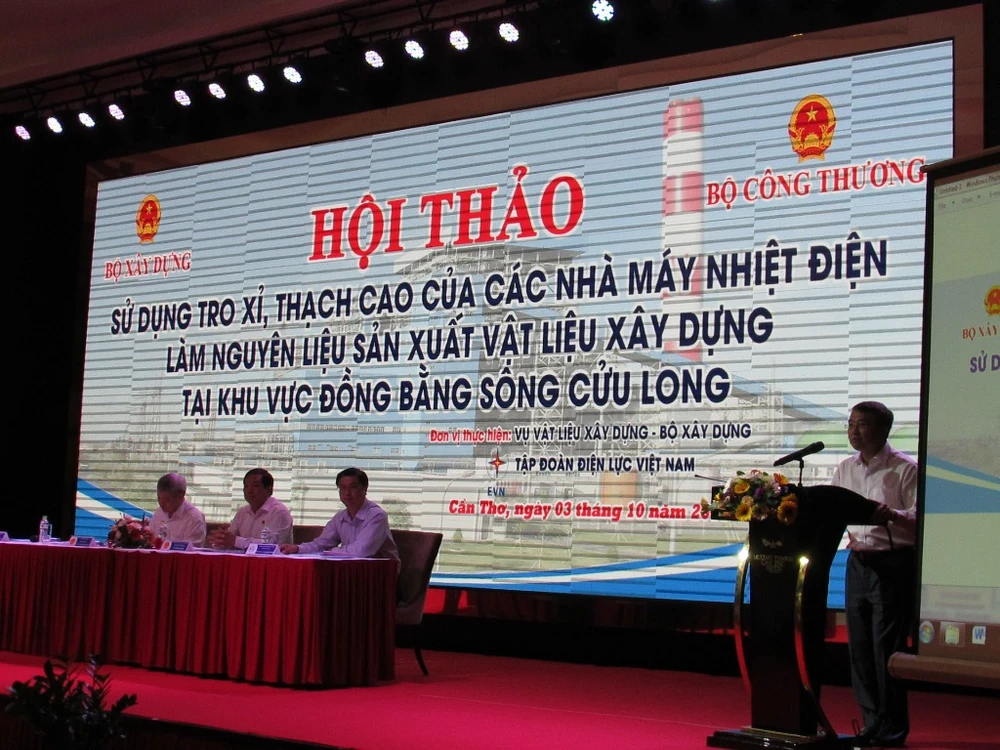 BỘ XÂY DỰNG
BỘ CÔNG THƯƠNG
HỘI THẢO
SỬ DỤNG TRO XỈ, THẠCH CAO CỦA CÁC NHÀ MÁY NHIỆT ĐIỆN
LÀM NGUYÊN LIỆU SẢN XUẤT VẬT LIỆU XÂY DỰNG
TẠI KHU VỰC ĐỒNG BẰNG SÔNG CỬU LONG
Đơn vị thực hiện: VỤ VẬT LIỆU XÂY DỰNG - BỘ XÂY DỰNG
TẬP ĐOÀN ĐIỆN LỰC VIỆT NAM
EVN
Cần Thơ, ngày 03 tháng 10 năm
BỘ XÂY
SỬ